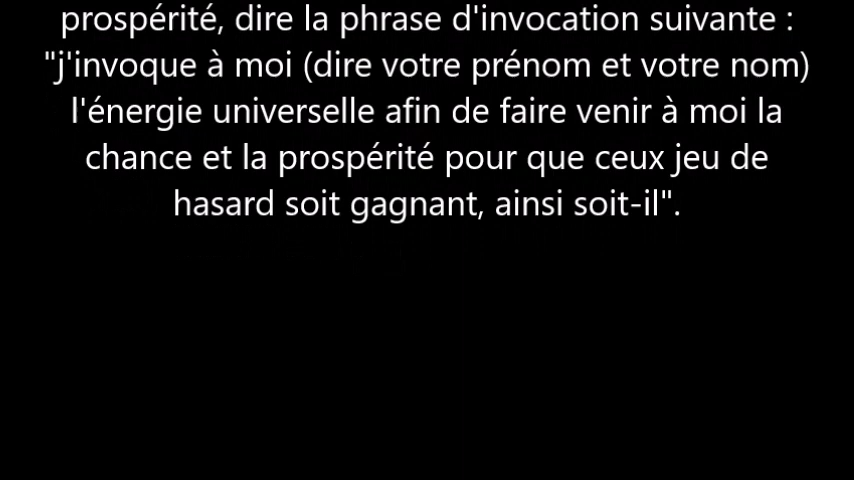 prospérité, dire la phrase d'invocation suivante :
"j'invoque à moi (dire votre prénom et votre nom)
l'énergie universelle afin de faire venir à moi la
chance et la prospérité pour que ceux jeu de
hasard soit gagnant, ainsi soit-il".